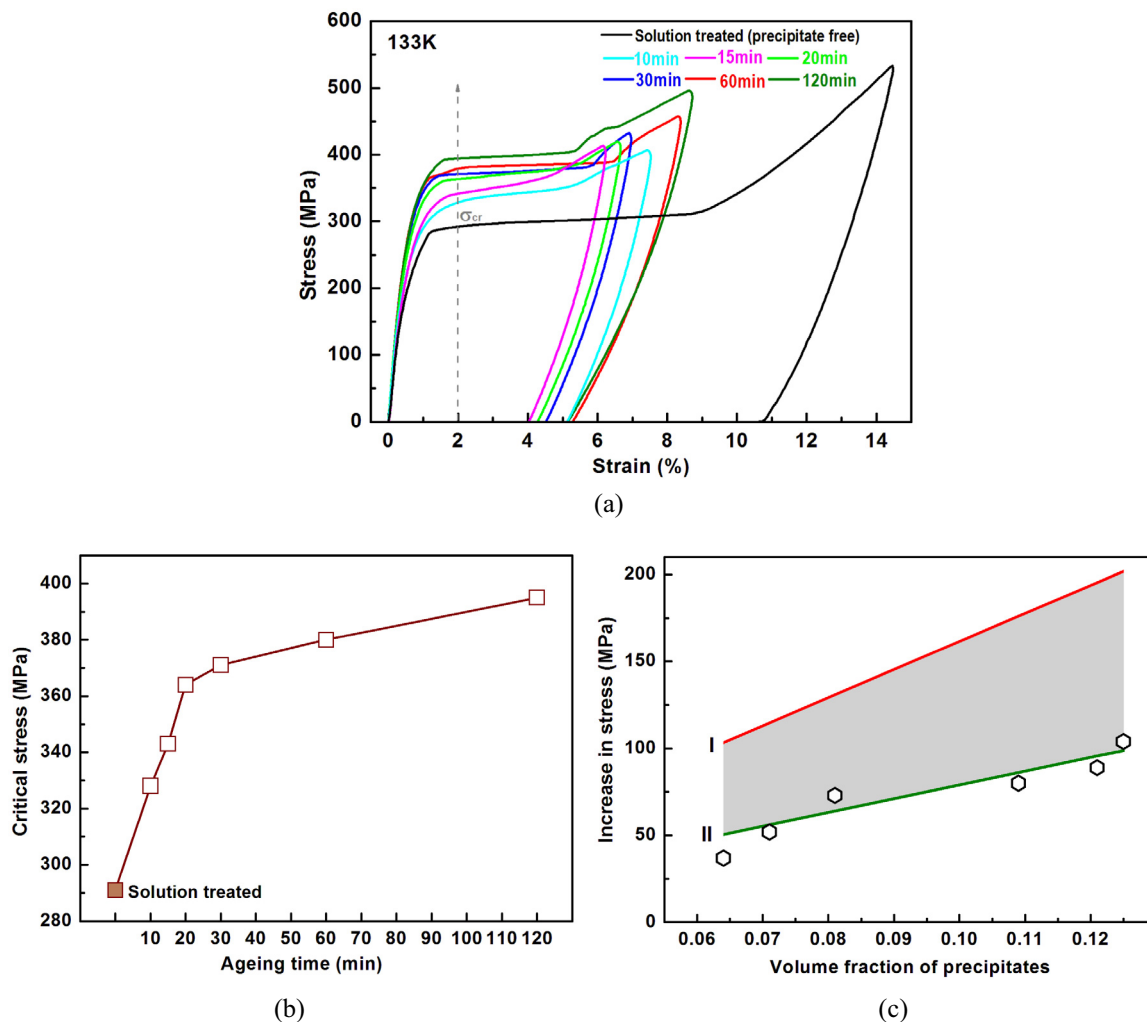 600
500
400
300
200
100
0
Stress (MPa)
133K
Solution treated (precipitate free)
10min 15min 20min
30min 60min 120min
σcr
0 2 4 6 8 10 12 14
Strain (%)
(a)
400
380
360
340
320
300
280
Critical stress (MPa)
Solution treated
10 20 30 40 50 60 70 80 90 100 110 120
Ageing time (min)
(b)
200
150
100
50
0
Increase in stress (MPa)
I
II
0.06 0.07 0.08 0.09 0.10 0.11 0.12
Volume fraction of precipitates
(c)